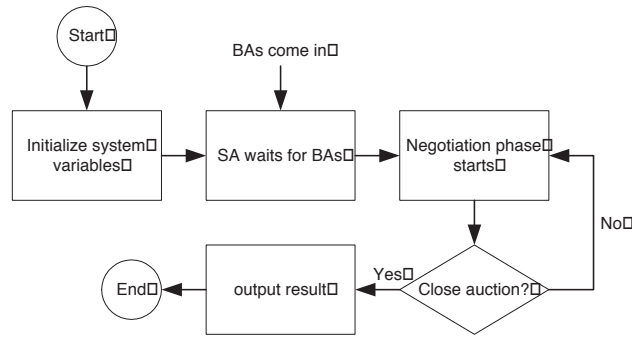 Start□
BAs come in□
Initialize system□
variables□
SA waits for BAs□
Negotiation phase□
starts□
No□
Yes□
End□
output result□
Close auction?□